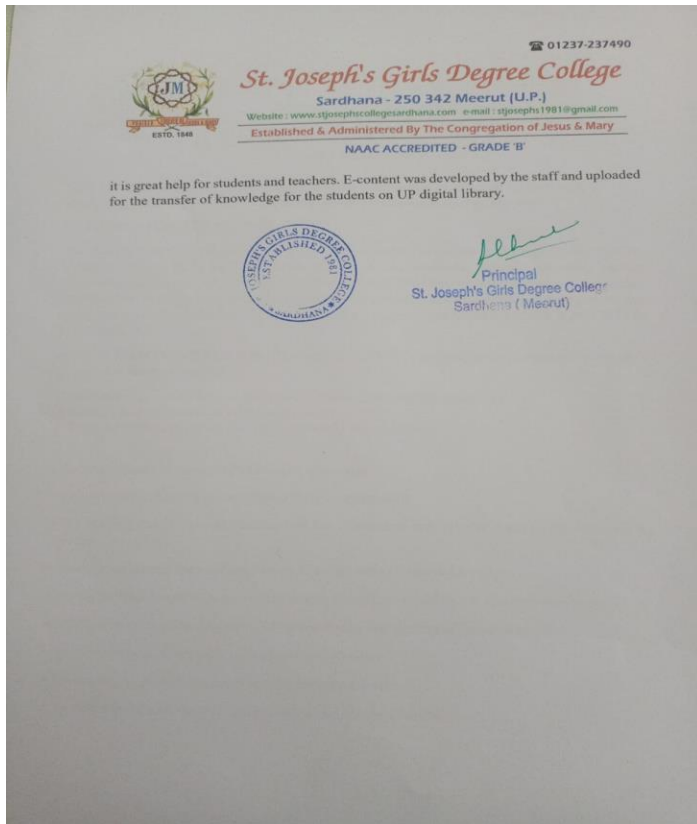 ☎ 01237-237490
JM
ESTD. 1848
St. Joseph's Girls Degree College
Sardhana - 250 342 Meerut (U.P.)
Website : www.stjosephscollegesardhana.com e-mail : stjosephs1981@gmail.com
Established & Administered By The Congregation of Jesus & Mary
NAAC ACCREDITED - GRADE 'B'
it is great help for students and teachers. E-content was developed by the staff and uploaded
for the transfer of knowledge for the students on UP digital library.
JOSEPH'S GIRLS DEGREE COLLEGE
ESTABLISHED 1981
SARDHANA
Principal
St. Joseph's Girls Degree College
Sardhana ( Meerut)